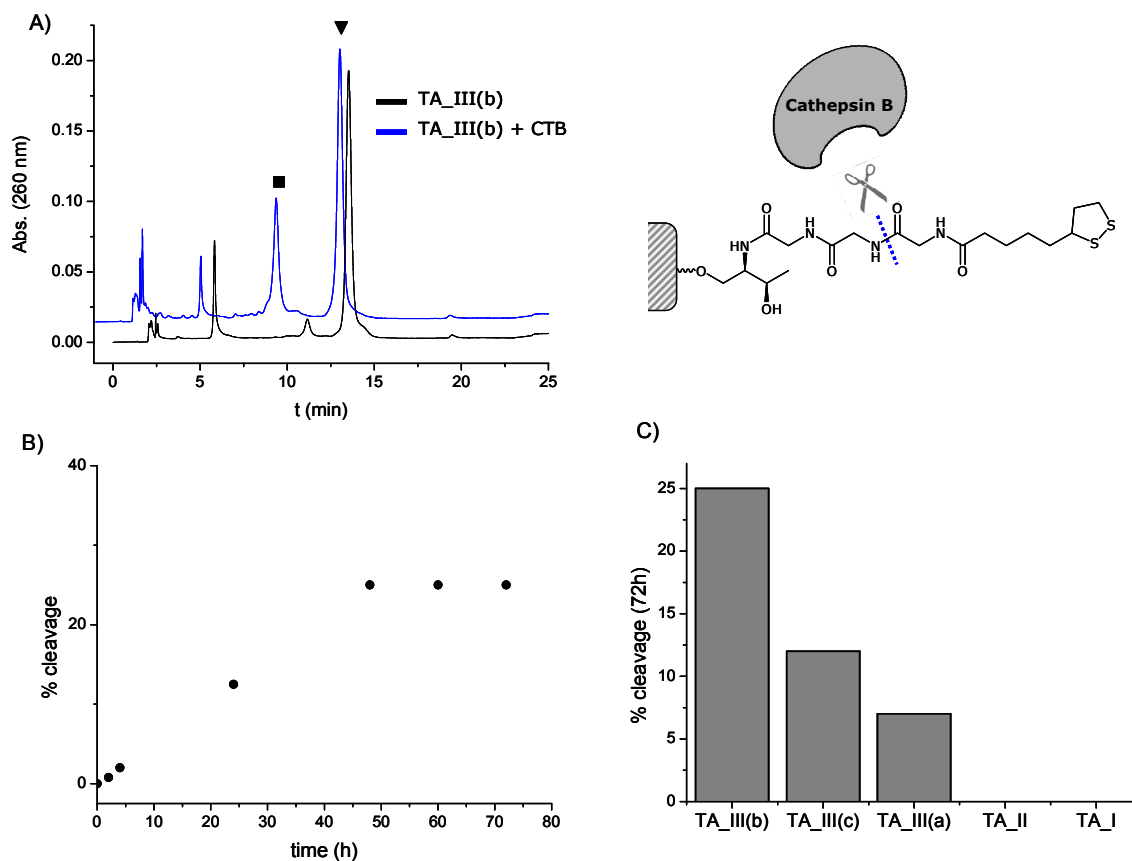 A)
▼
0.20
TA_III(b)
TA_III(b) + CTB
0.15
■
0.10
0.05
0.00
Abs. (260 nm)
0 5 10 15 20 25
t (min)
Cathepsin B
O
H
N
O
H
N
S
S
O
N
H
O
N
H
O
OH
B)
40
20
0
% cleavage
0 10 20 30 40 50 60 70 80
time (h)
C)
25
20
15
10
5
0
% cleavage (72h)
TA_III(b) TA_III(c) TA_III(a) TA_II TA_I